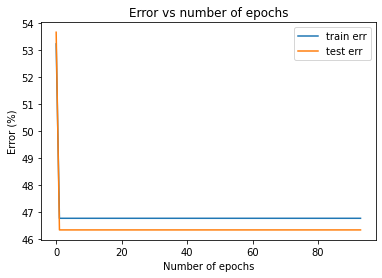 Error vs number of epochs
train err
test err
Error (%)
54
53
52
51
50
49
48
47
46
0
20
40
60
80
Number of epochs